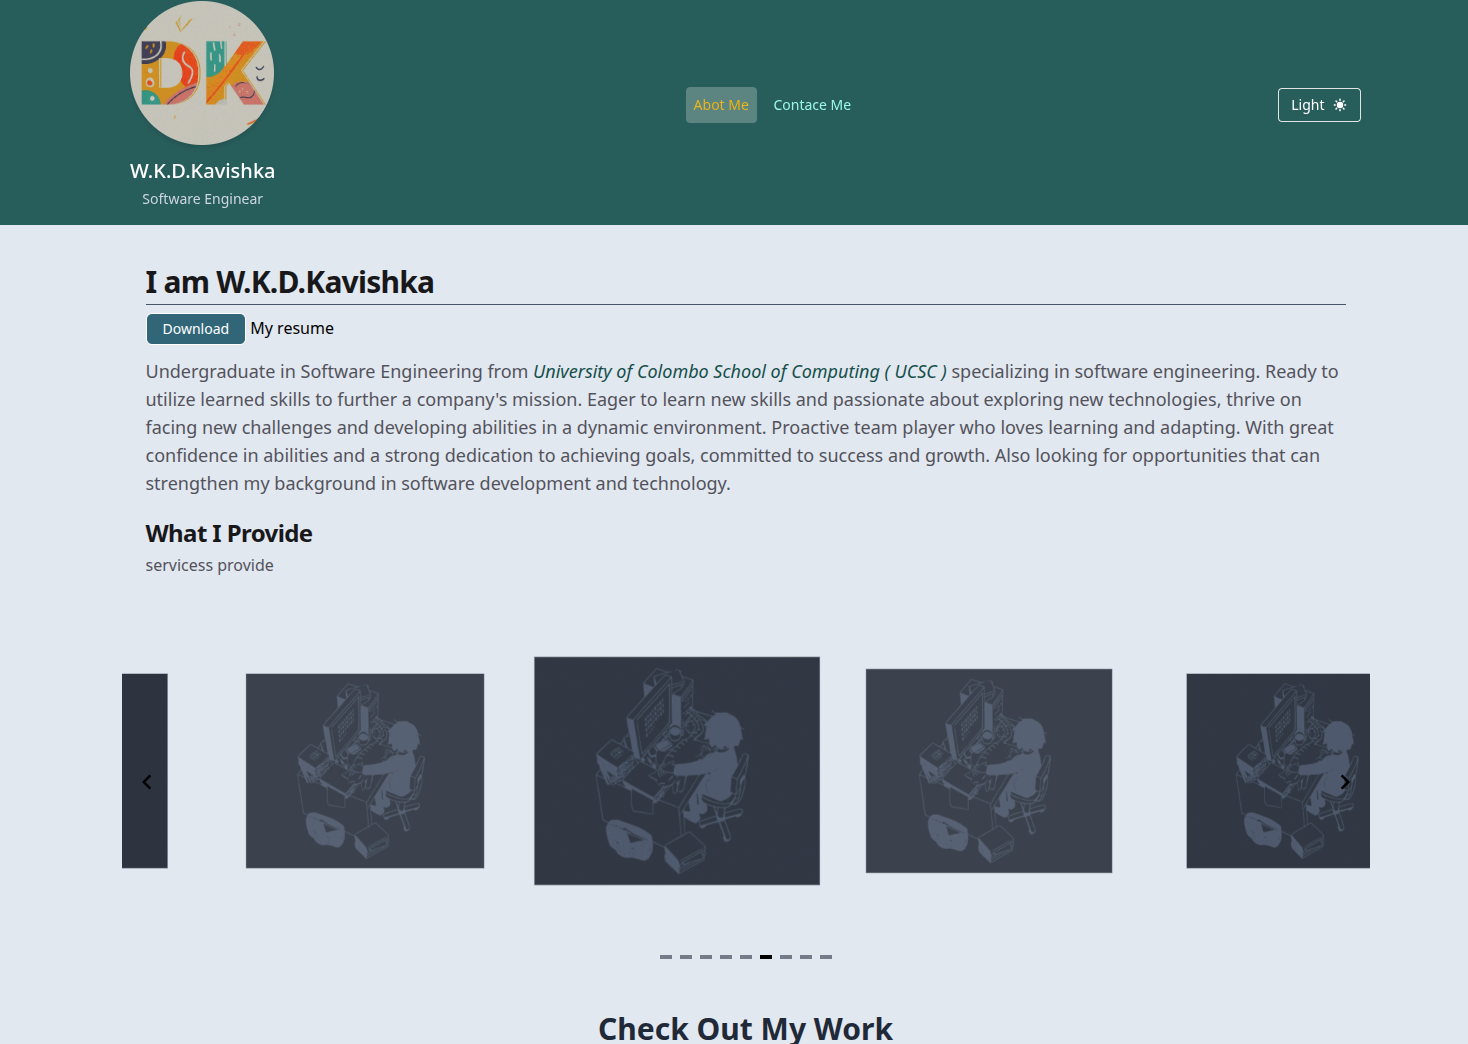 DK
W.K.D.Kavishka
Software Enginear
Abot Me
Contace Me
Light
I am W.K.D.Kavishka
Download My resume
Undergraduate in Software Engineering from University of Colombo School of Computing ( UCSC ) specializing in software engineering. Ready to
utilize learned skills to further a company's mission. Eager to learn new skills and passionate about exploring new technologies, thrive on
facing new challenges and developing abilities in a dynamic environment. Proactive team player who loves learning and adapting. With great
confidence in abilities and a strong dedication to achieving goals, committed to success and growth. Also looking for opportunities that can
strengthen my background in software development and technology.
What I Provide
servicess provide
Check Out My Work